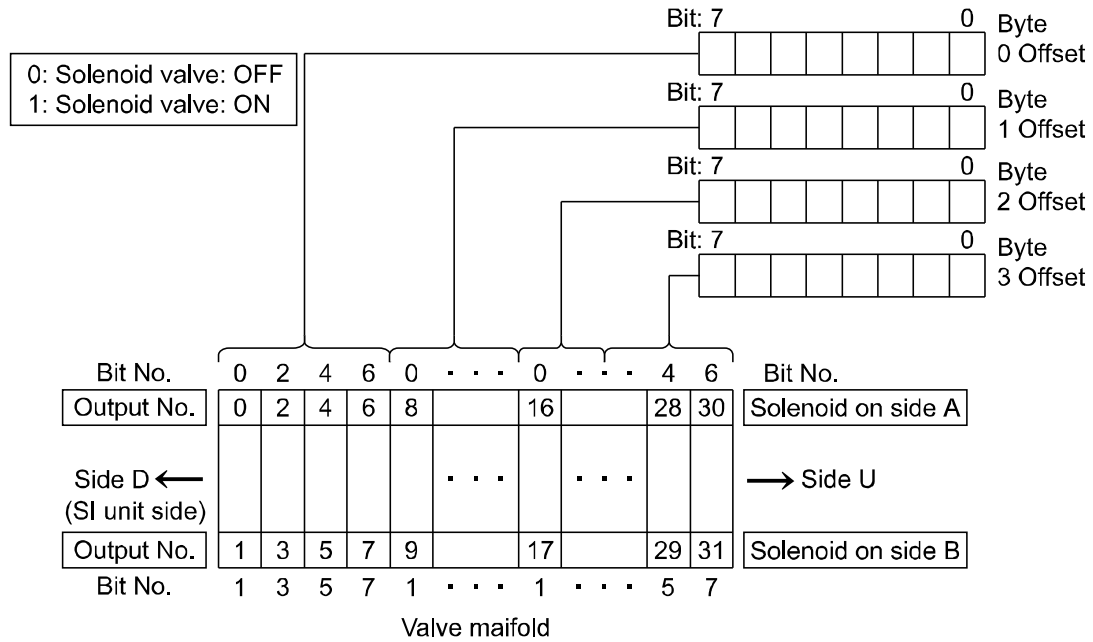 Bit: 7 0 Byte
0 Offset
0: Solenoid valve: OFF
1: Solenoid valve: ON
Bit: 7 0 Byte
1 Offset
Bit: 7 0 Byte
2 Offset
Bit: 7 0 Byte
3 Offset
Bit No. 0 2 4 6 0 · · · 0 · · · 4 6 Bit No.
Output No. 0 2 4 6 8 16 28 30 Solenoid on side A
Side D ← · · · · · · → Side U
(SI unit side)
Output No. 1 3 5 7 9 17 29 31 Solenoid on side B
Bit No. 1 3 5 7 1 · · · 1 · · · 5 7
Valve maifold